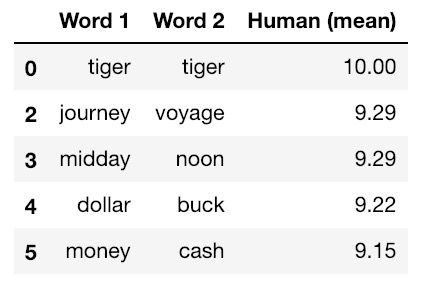 Word 1 Word 2 Human (mean)
0 tiger tiger 10.00
2 journey voyage 9.29
3 midday noon 9.29
4 dollar buck 9.22
5 money cash 9.15